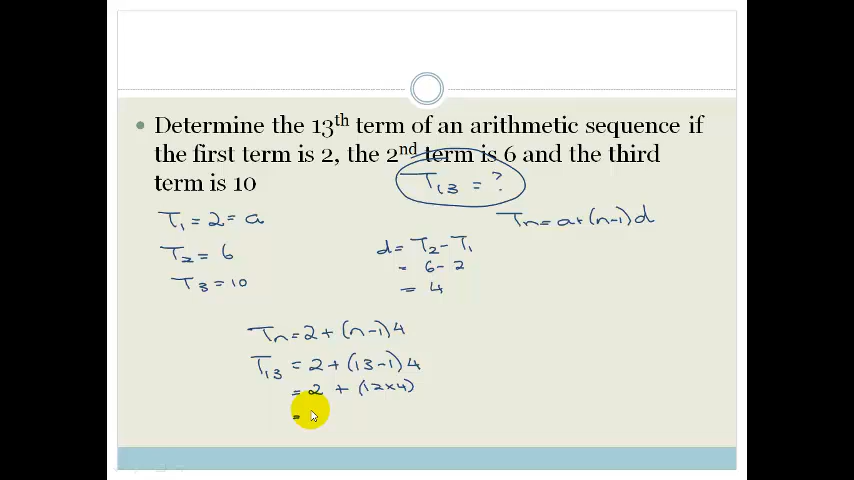 Determine the 13th term of an arithmetic sequence if
the first term is 2, the 2nd term is 6 and the third
term is 10
T13 = ?
T1 = 2 = a
Tn = a + (n-1)d
T2 = 6
d = T2 - T1
= 6 - 2
T3 = 10
= 4
Tn = 2 + (n-1)4
T13 = 2 + (13-1)4
= 2 + (12×4)
=